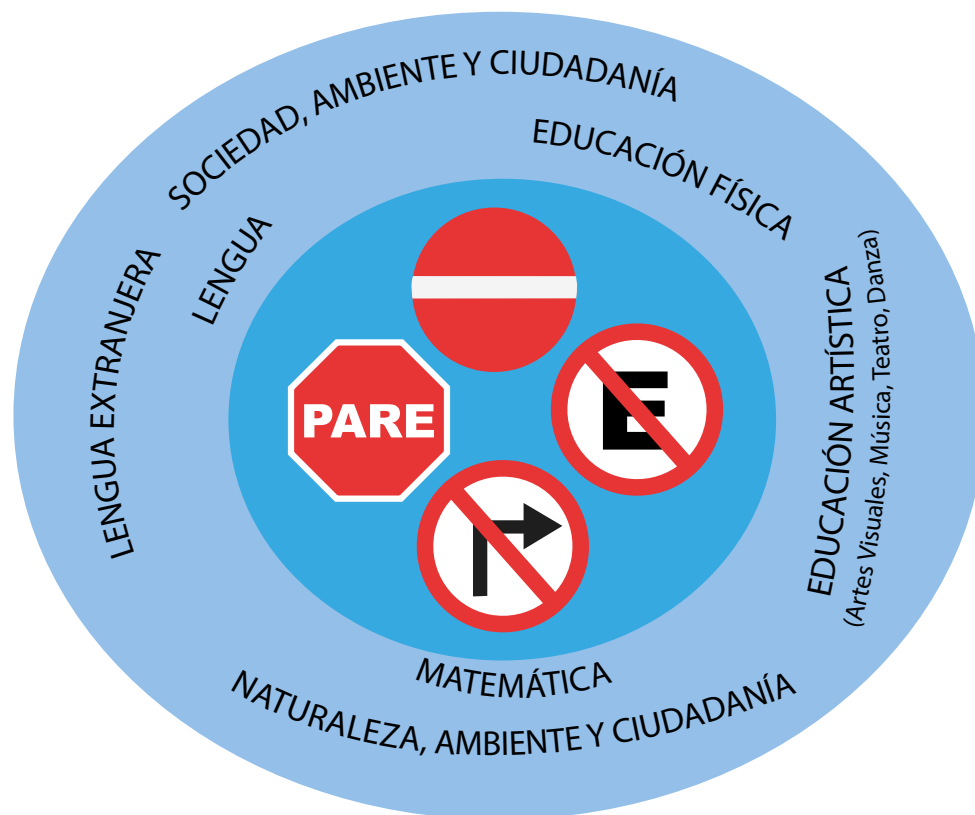 SOCIEDAD, AMBIENTE Y CIUDADANÍA
EDUCACIÓN FÍSICA
LENGUA
LENGUA EXTRANJERA
EDUCACIÓN ARTÍSTICA
(Artes Visuales, Música, Teatro, Danza)
PARE
E
MATEMÁTICA
NATURALEZA, AMBIENTE Y CIUDADANÍA